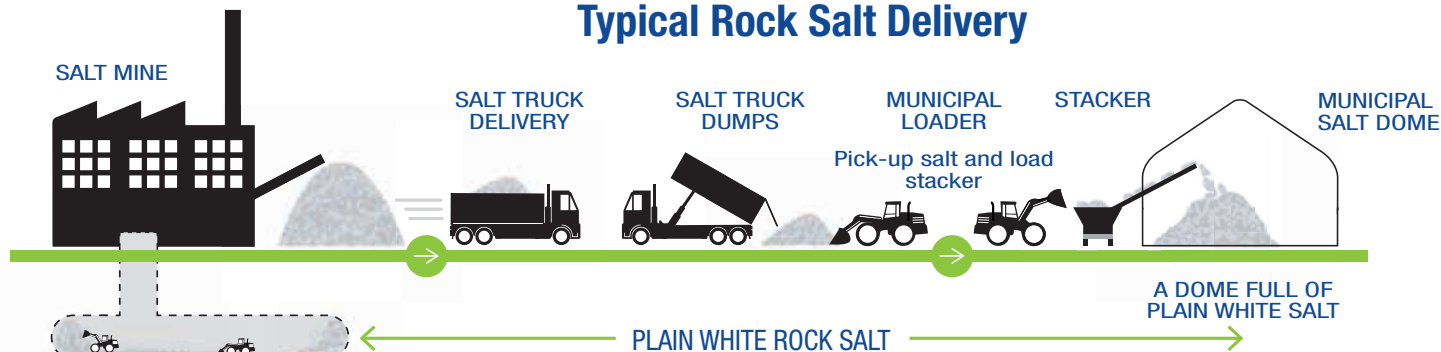 Typical Rock Salt Delivery
SALT MINE
SALT TRUCK
DELIVERY
SALT TRUCK
DUMPS
MUNICIPAL
LOADER
Pick-up salt and load
stacker
STACKER
MUNICIPAL
SALT DOME
A DOME FULL OF
PLAIN WHITE SALT
PLAIN WHITE ROCK SALT